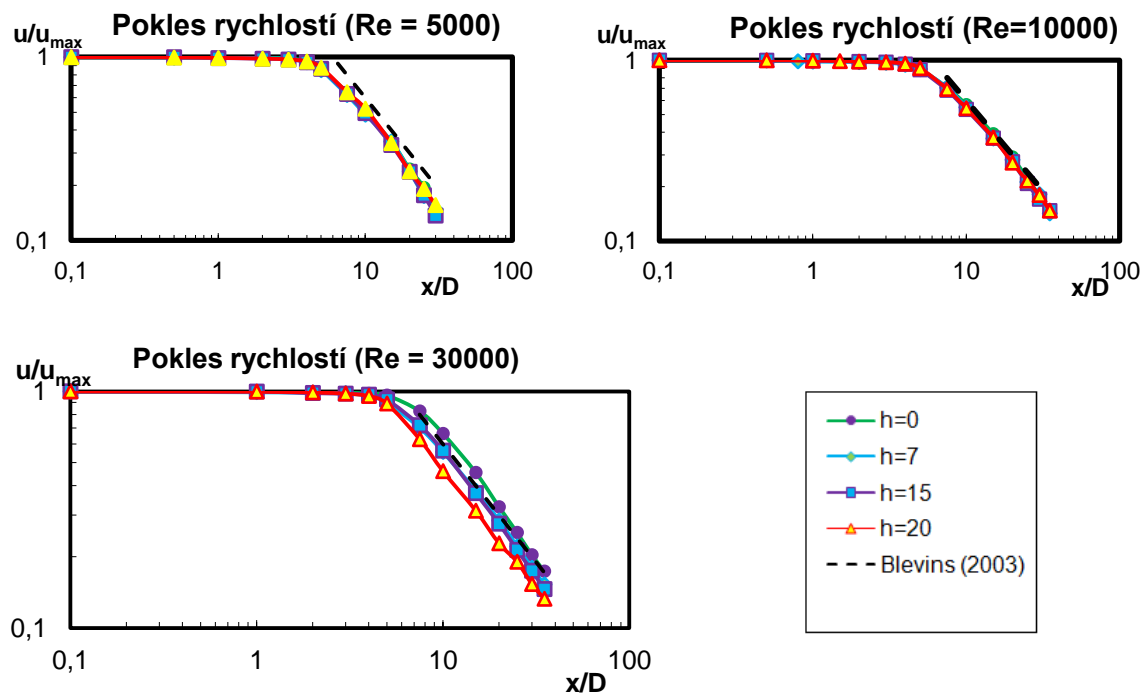 Pokles rychlostí (Re = 5000)
u/umax
1
0,1
0,1 1 10 100
x/D
Pokles rychlostí (Re=10000)
u/umax
1
0,1
0,1 1 10 100
x/D
Pokles rychlostí (Re = 30000)
u/umax
1
0,1
0,1 1 10 100
x/D
h=0
h=7
h=15
h=20
Blevins (2003)